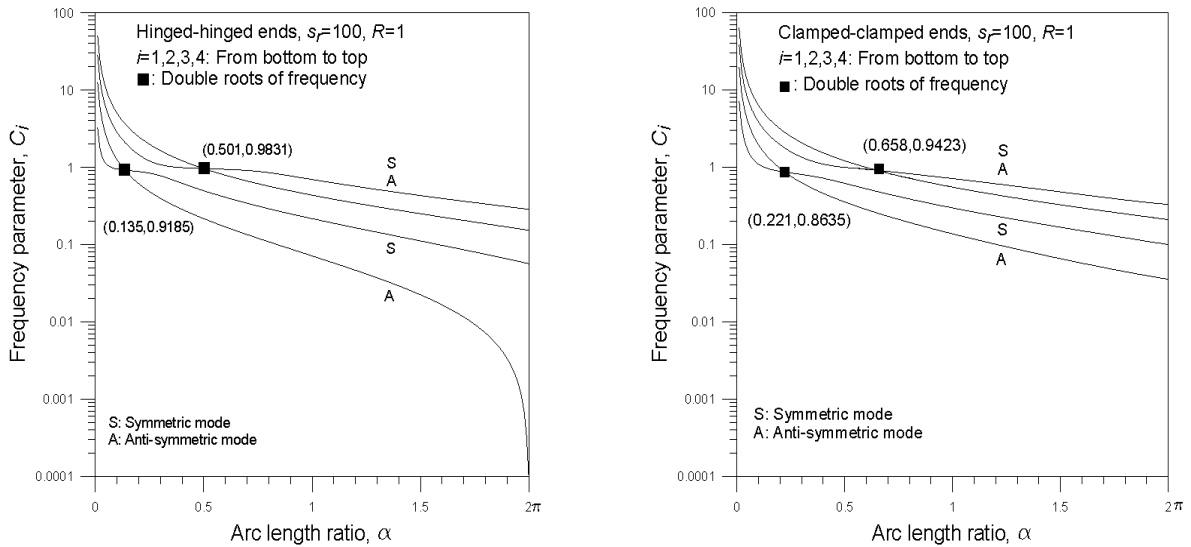 Hinged-hinged ends, sr=100, R=1
i=1,2,3,4: From bottom to top
■: Double roots of frequency
100
10
1
0.1
0.01
0.001
0.0001
Frequency parameter, Ci
(0.501,0.9831)
(0.135,0.9185)
S
A
S
A
S: Symmetric mode
A: Anti-symmetric mode
0
0.5
1
1.5
2π
Arc length ratio, α
Clamped-clamped ends, sr=100, R=1
i=1,2,3,4: From bottom to top
■: Double roots of frequency
100
10
1
0.1
0.01
0.001
0.0001
Frequency parameter, Ci
(0.658,0.9423)
(0.221,0.8635)
S
A
S
A
S: Symmetric mode
A: Anti-symmetric mode
0
0.5
1
1.5
2π
Arc length ratio, α